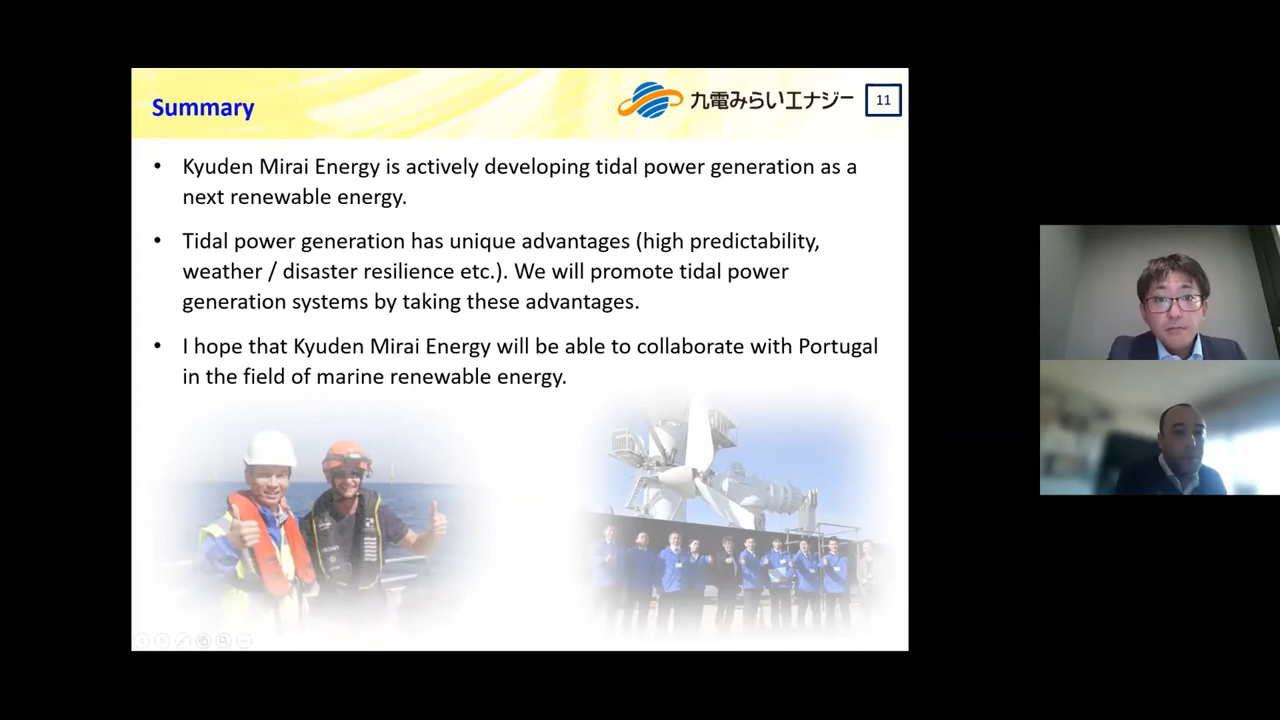 Summary
九電みらいエナジー
11
• Kyuden Mirai Energy is actively developing tidal power generation as a
next renewable energy.
• Tidal power generation has unique advantages (high predictability,
weather / disaster resilience etc.). We will promote tidal power
generation systems by taking these advantages.
• I hope that Kyuden Mirai Energy will be able to collaborate with Portugal
in the field of marine renewable energy.